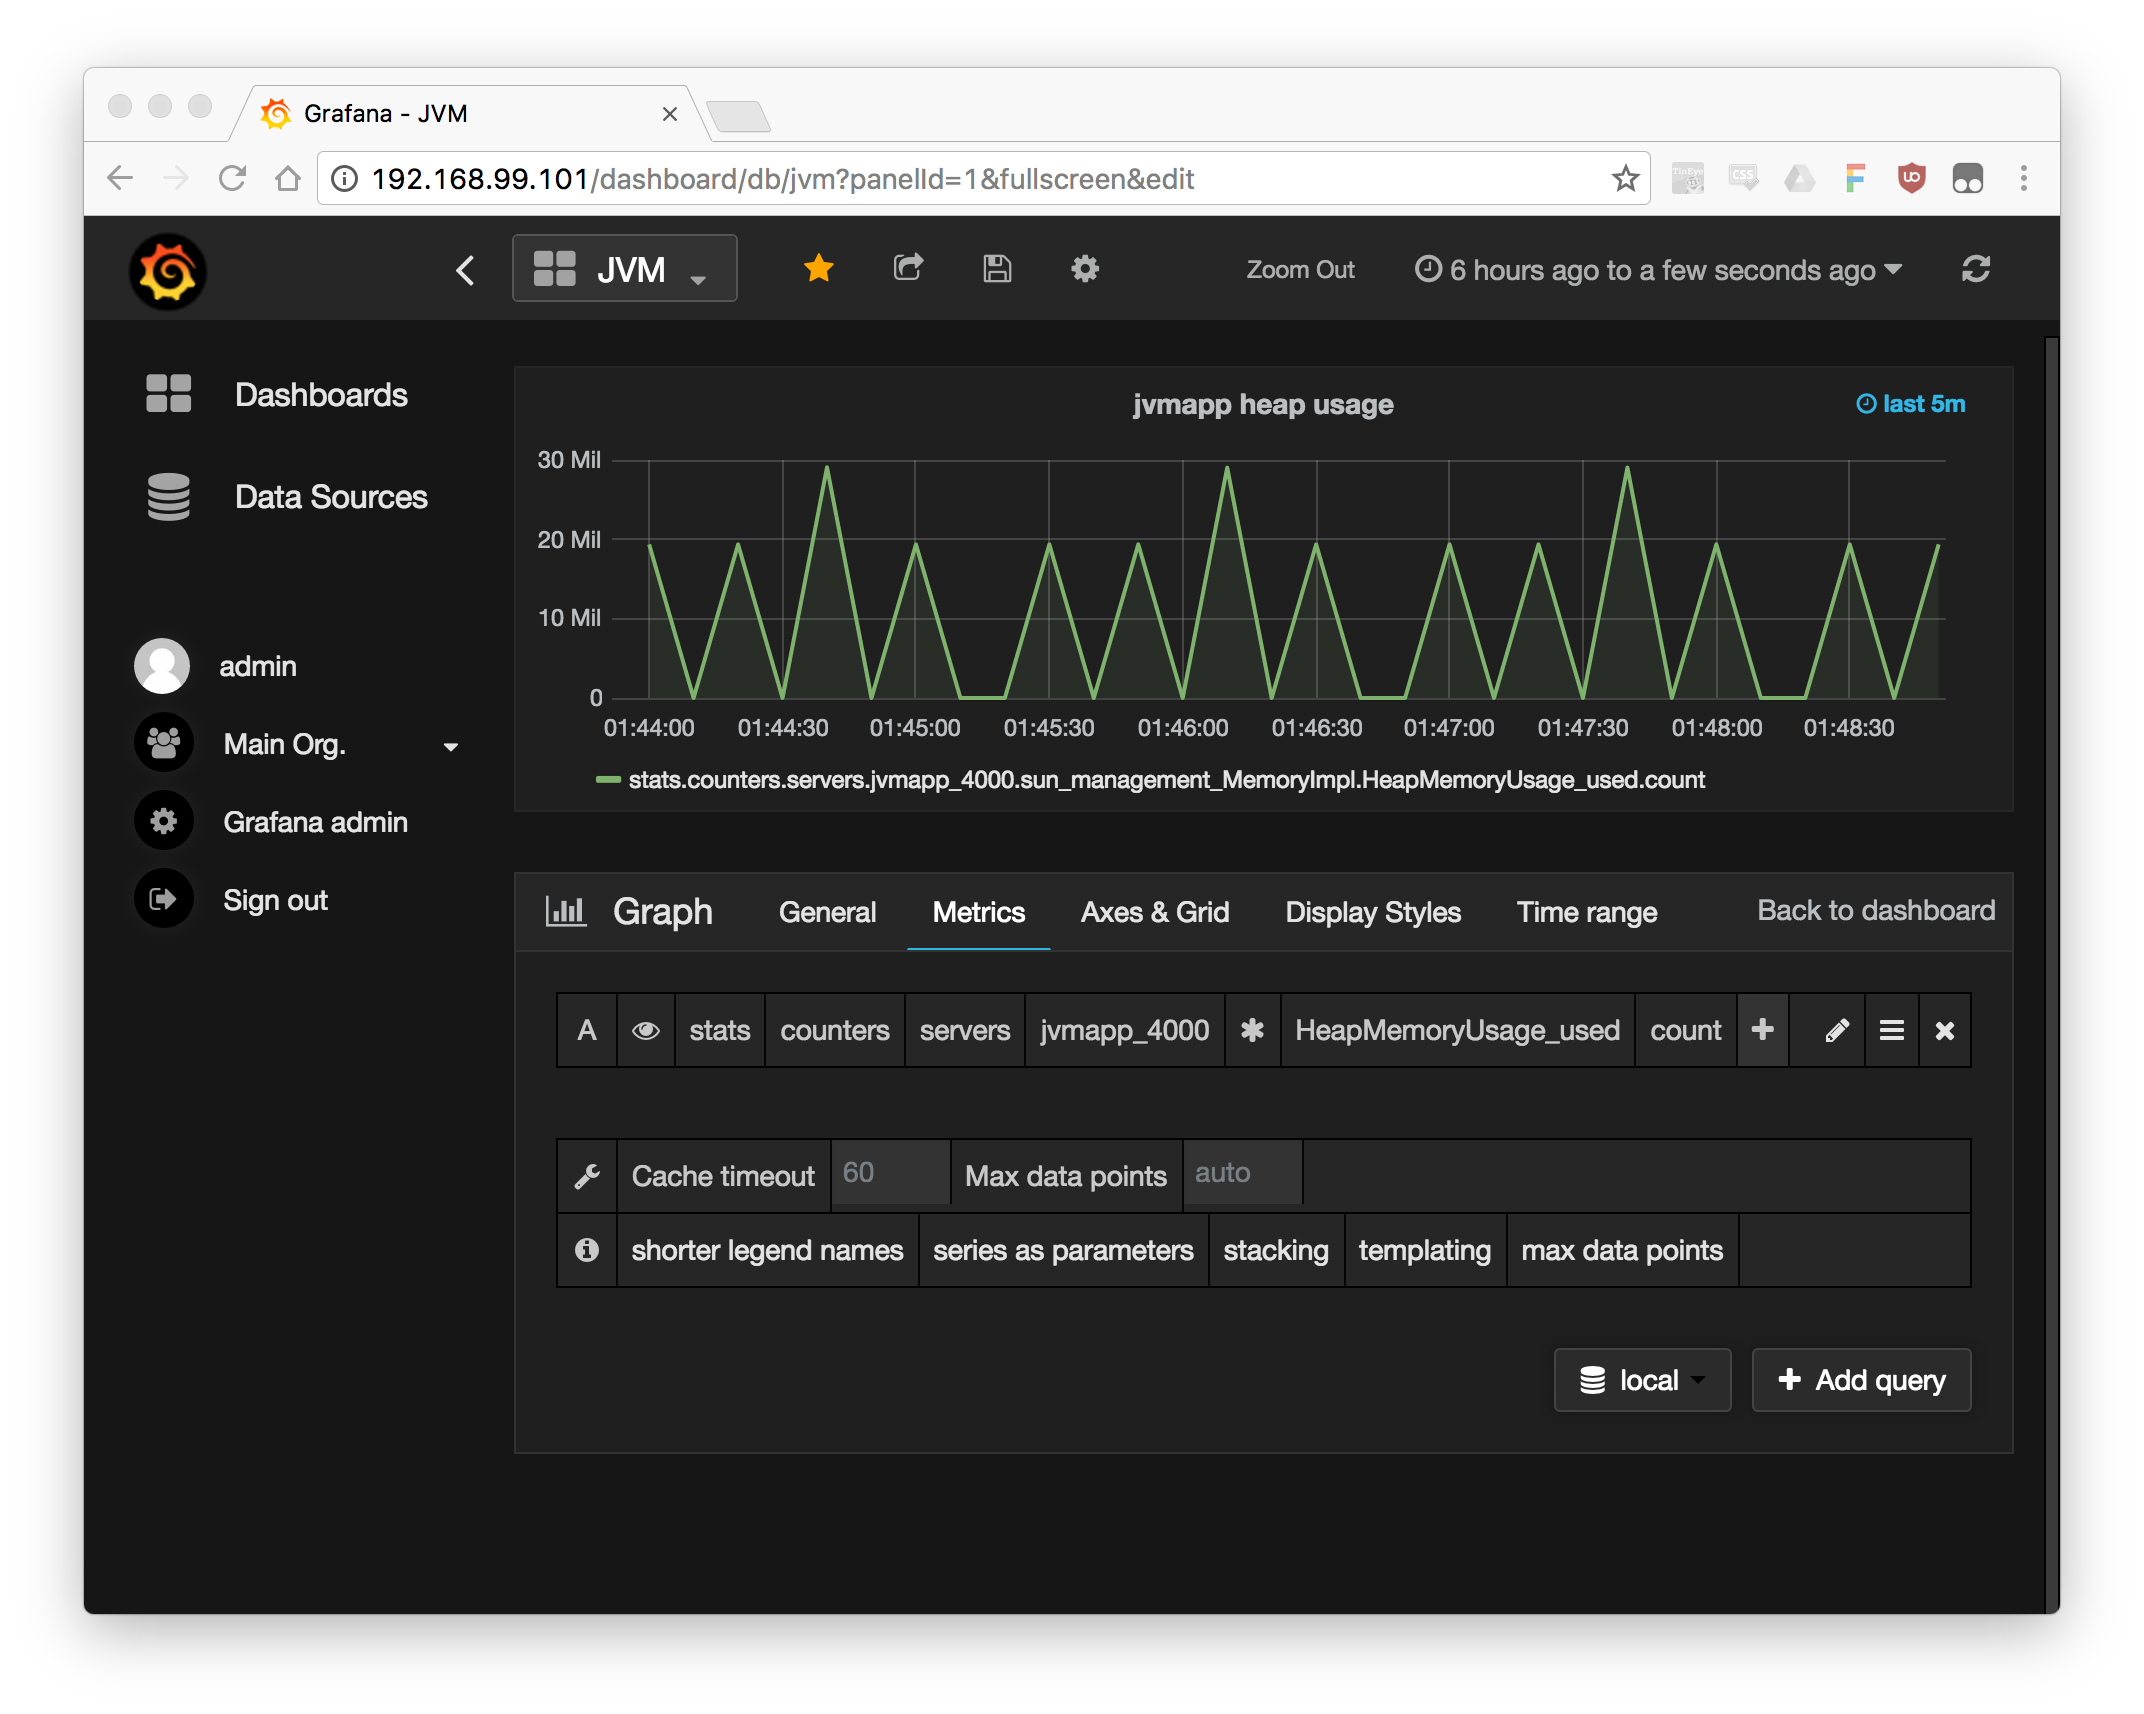 Grafana - JVM
192.168.99.101/dashboard/db/jvm?panelId=1&fullscreen&edit
TinEye
CSS
JVM
Zoom Out
6 hours ago to a few seconds ago
Dashboards
Data Sources
admin
Main Org.
Grafana admin
Sign out
jvmapp heap usage
last 5m
30 Mil
20 Mil
10 Mil
0
01:44:00 01:44:30 01:45:00 01:45:30 01:46:00 01:46:30 01:47:00 01:47:30 01:48:00 01:48:30
stats.counters.servers.jvmapp_4000.sun_management_MemoryImpl.HeapMemoryUsage_used.count
Graph General Metrics Axes & Grid Display Styles Time range Back to dashboard
A stats counters servers jvmapp_4000 * HeapMemoryUsage_used count +
Cache timeout 60 Max data points auto
shorter legend names series as parameters stacking templating max data points
local + Add query